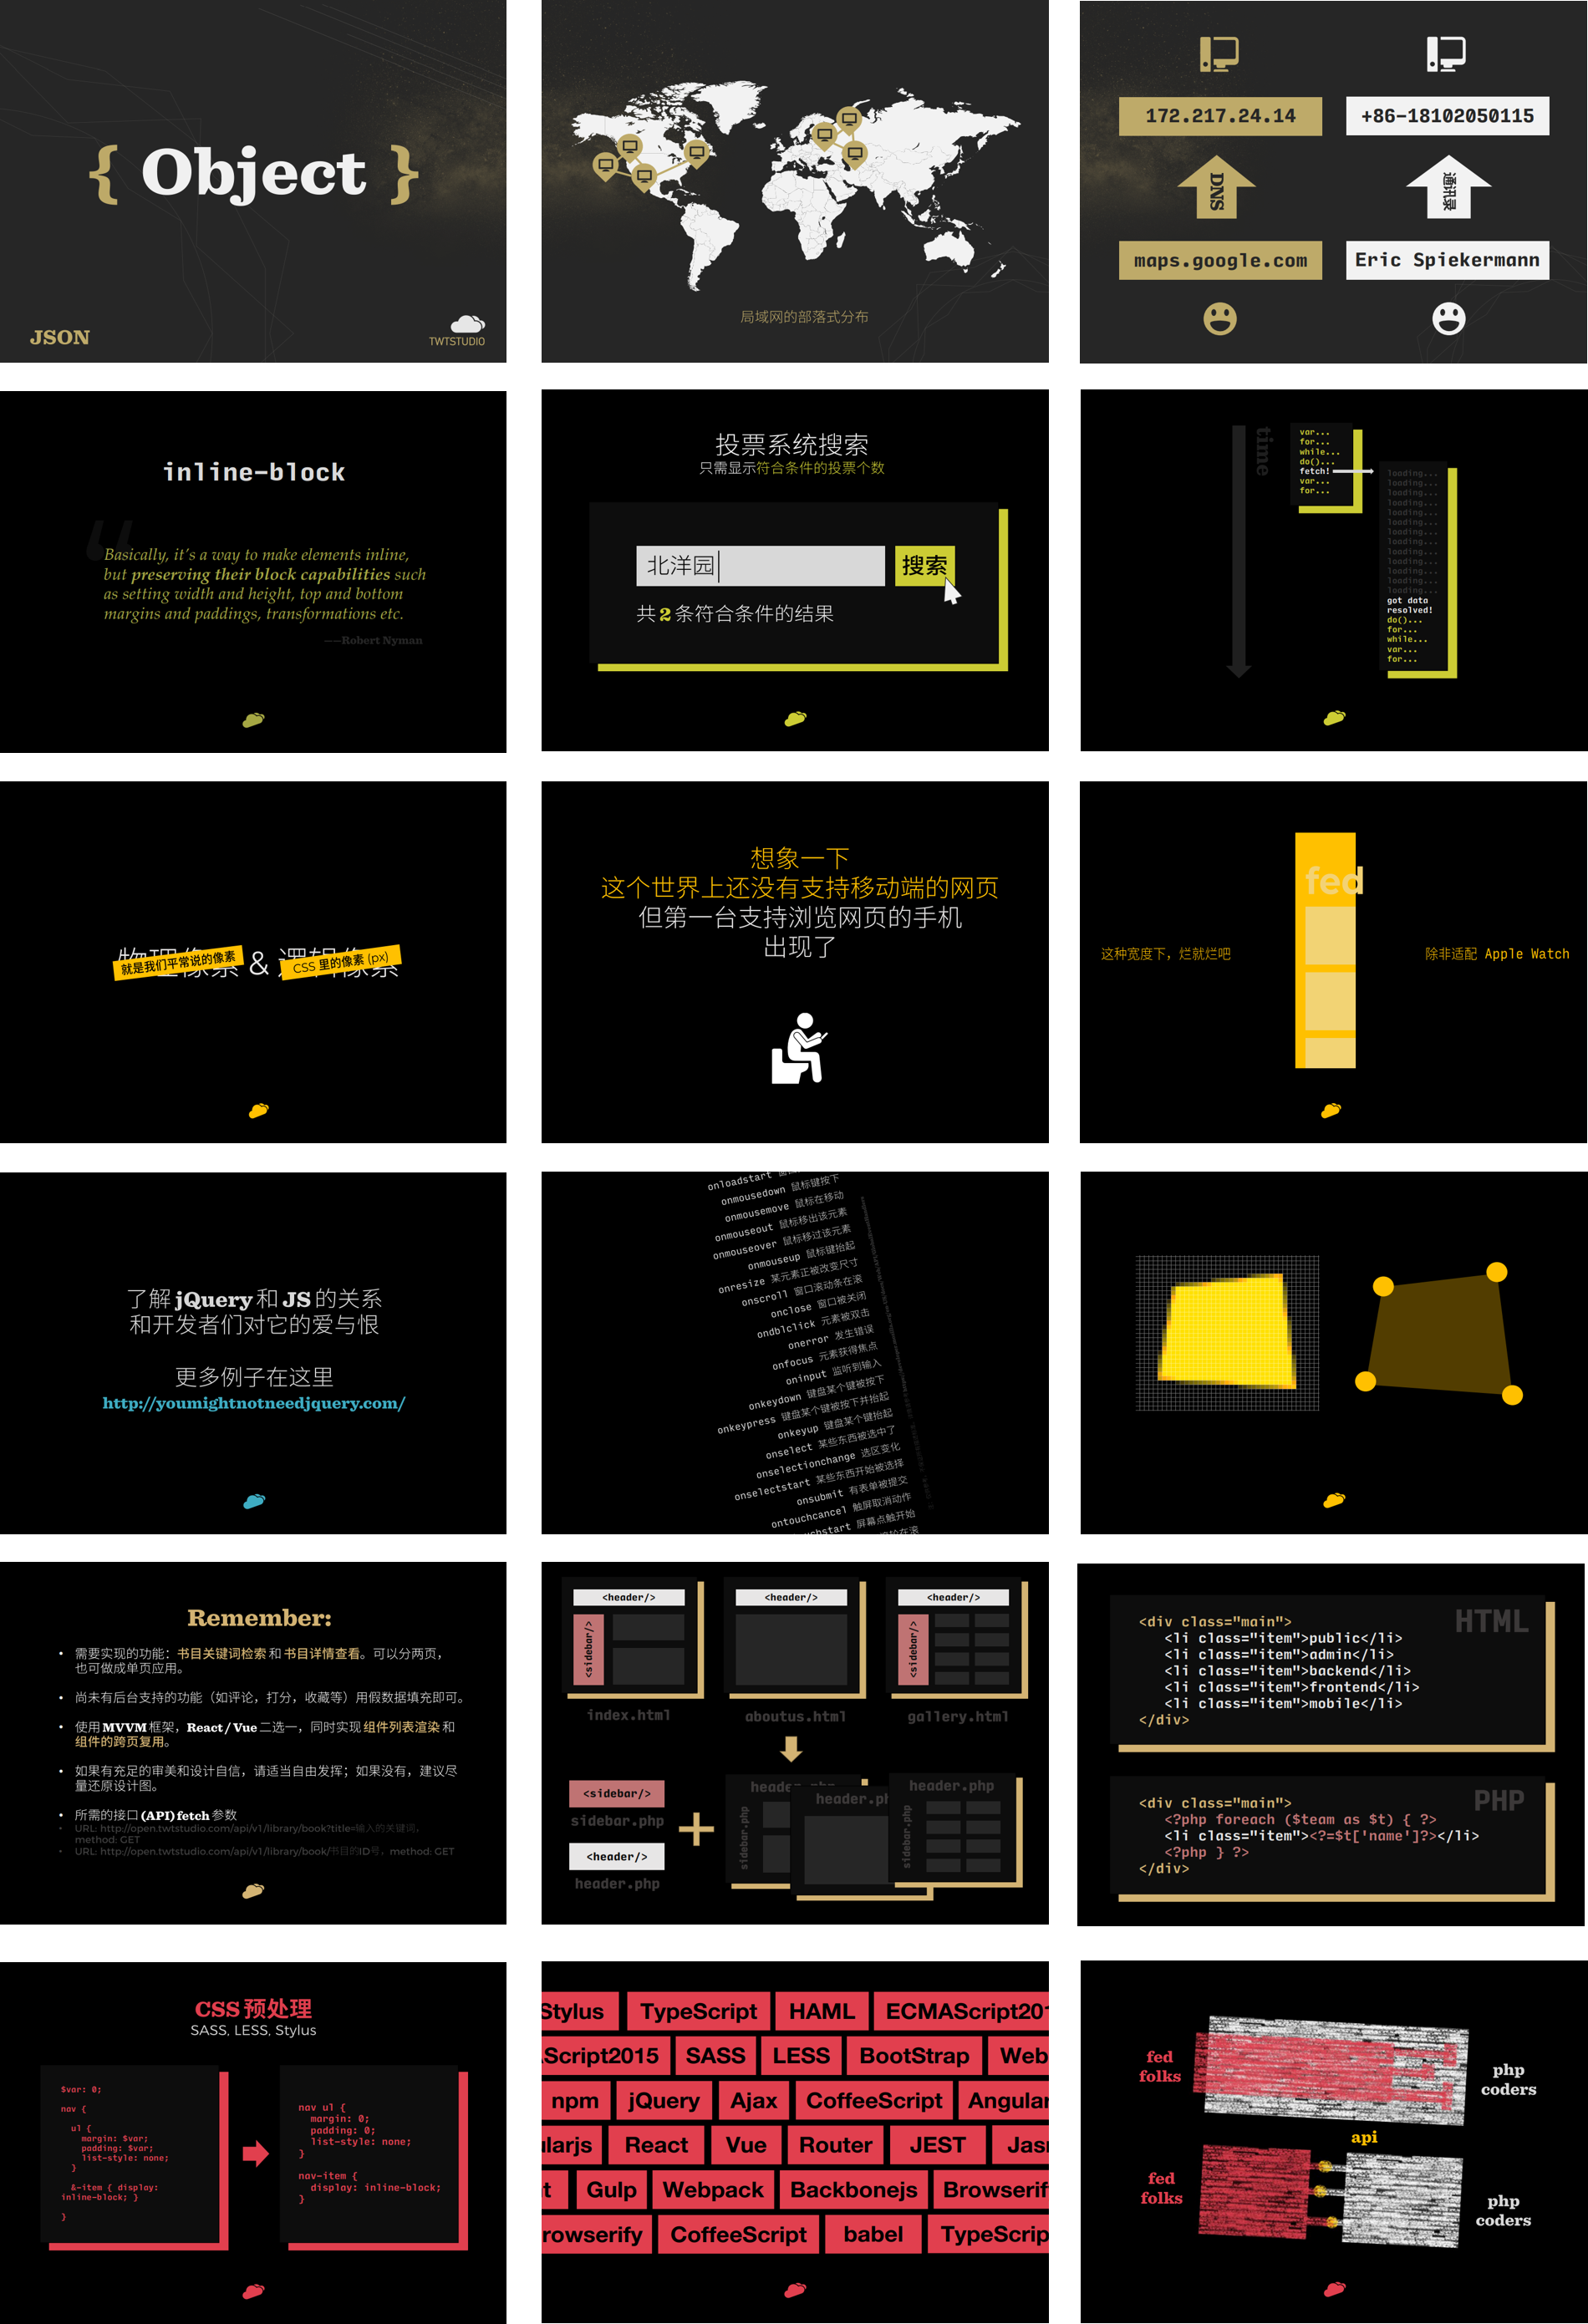 { Object }
JSON
TWTSTUDIO
局域网的部落式分布
172.217.24.14
+86-18102050115
DNS
通讯录
maps.google.com
Eric Spiekermann
inline-block
“
Basically, it's a way to make elements inline,
but preserving their block capabilities such
as setting width and height, top and bottom
margins and paddings, transformations etc.
——Robert Nyman
投票系统搜索
只需显示符合条件的投票个数
北洋园
搜索
共 2 条符合条件的结果
time
var...
for...
while...
do()...
fetch!
var...
for...
loading...
loading...
loading...
loading...
loading...
loading...
loading...
loading...
loading...
loading...
loading...
loading...
loading...
got data
resolved!
do()...
for...
while...
var...
for...
物理像素 & 逻辑像素
就是我们平常说的像素
CSS 里的像素 (px)
想象一下
这个世界上还没有支持移动端的网页
但第一台支持浏览网页的手机
出现了
fed
这种宽度下，烂就烂吧
除非适配 Apple Watch
了解 jQuery 和 JS 的关系
和开发者们对它的爱与恨
更多例子在这里
http://youmightnotneedjquery.com/
onloadstart
onmousedown 鼠标键按下
onmousemove 鼠标在移动
onmouseout 鼠标移出该元素
onmouseover 鼠标移过该元素
onmouseup 鼠标键抬起
onresize 某元素正被改变尺寸
onscroll 窗口滚动条在滚
onclose 窗口被关闭
ondblclick 元素被双击
onerror 发生错误
onfocus 元素获得焦点
oninput 监听到输入
onkeydown 键盘某个键被按下
onkeypress 键盘某个键被按下并抬起
onkeyup 键盘某个键抬起
onselect 某些东西被选中了
onselectionchange 选区变化
onselectstart 某些东西开始被选择
onsubmit 有表单被提交
ontouchcancel 触屏取消动作
uchstart 屏幕点触开始
Remember:
• 需要实现的功能：书目关键词检索 和 书目详情查看。可以分两页，
也可做成单页应用。
• 尚未有后台支持的功能（如评论，打分，收藏等）用假数据填充即可。
• 使用 MVVM 框架，React / Vue 二选一，同时实现 组件列表渲染 和
组件的跨页复用。
• 如果有充足的审美和设计自信，请适当自由发挥；如果没有，建议尽
量还原设计图。
• 所需的接口 (API) fetch 参数
• URL: http://open.twtstudio.com/api/v1/library/book?title=输入的关键词，
method: GET
• URL: http://open.twtstudio.com/api/v1/library/book/书目的ID号，method: GET
<header/>
<header/>
<header/>
<sidebar/>
<sidebar/>
index.html
aboutus.html
gallery.html
<sidebar/>
sidebar.php
<header/>
header.php
header.php
header.ph
header.php
sidebar.php
sidebar.php
HTML
<div class="main">
<li class="item">public</li>
<li class="item">admin</li>
<li class="item">backend</li>
<li class="item">frontend</li>
<li class="item">mobile</li>
</div>
PHP
<div class="main">
<?php foreach ($team as $t) { ?>
<li class="item"><?=$t['name']?></li>
<?php } ?>
</div>
CSS 预处理
SASS, LESS, Stylus
$var: 0;
nav {
ul {
margin: $var;
padding: $var;
list-style: none;
}
&-item { display:
inline-block; }
}
nav ul {
margin: 0;
padding: 0;
list-style: none;
}
nav-item {
display: inline-block;
}
Stylus TypeScript HAML ECMAScript201
Script2015 SASS LESS BootStrap Web
npm jQuery Ajax CoffeeScript Angular
ularjs React Vue Router JEST Jas
t Gulp Webpack Backbonejs Browserif
rowserify CoffeeScript babel TypeScrip
fed
folks
php
coders
api
fed
folks
php
coders